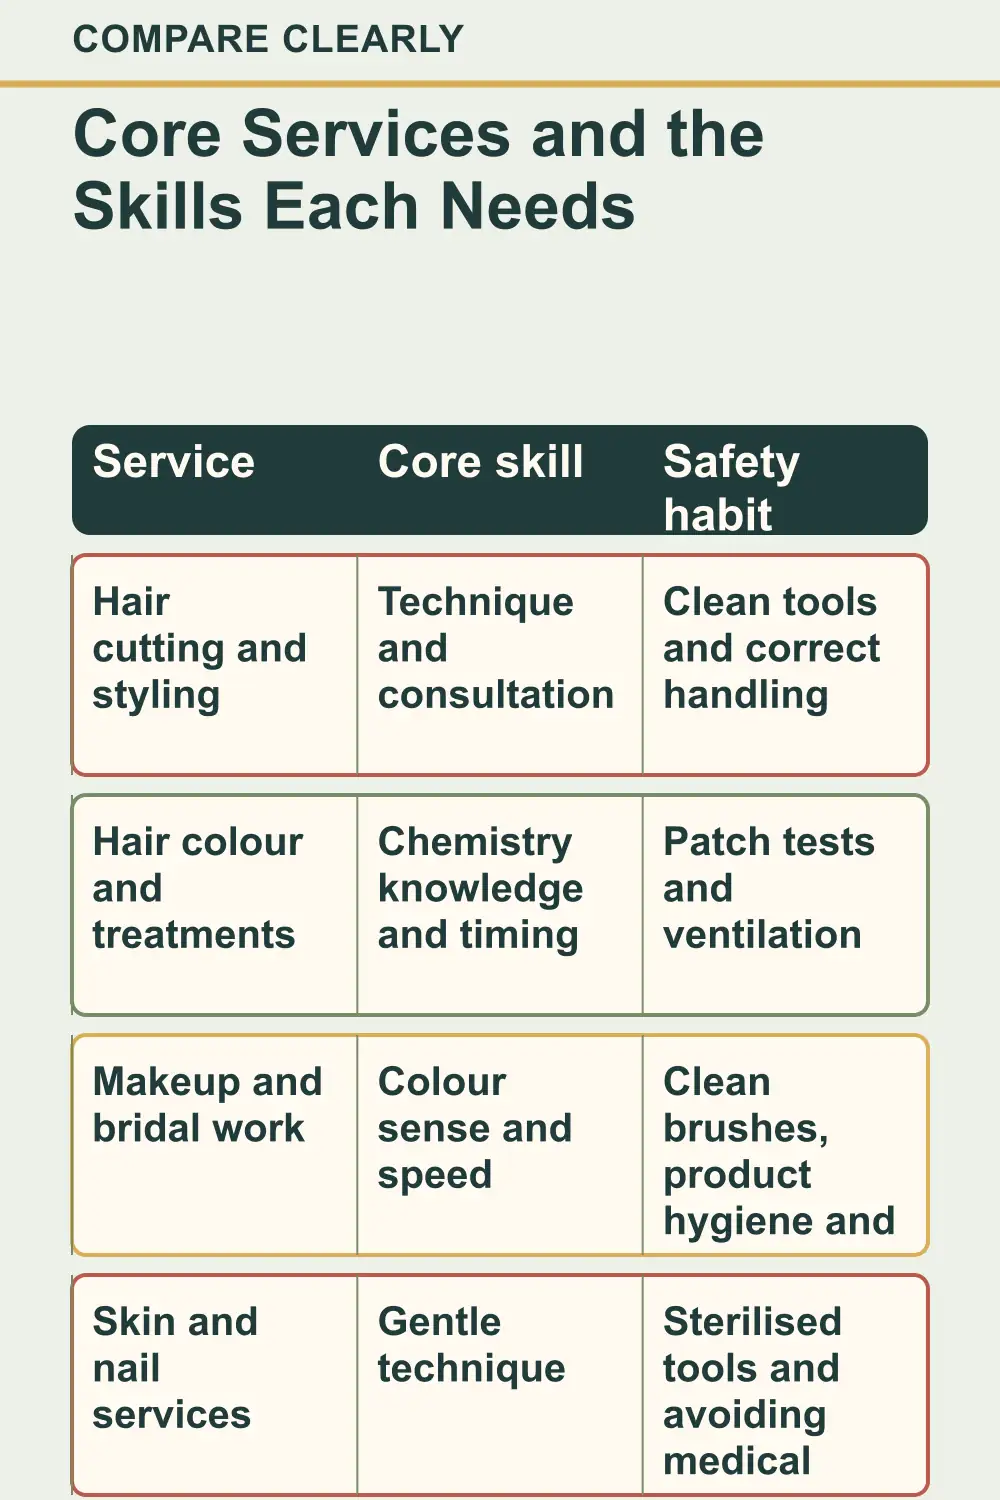 COMPARE CLEARLY
Core Services and the
Skills Each Needs
Service
Core skill
Safety
habit
Hair
cutting and
styling
Technique
and
consultation
Clean tools
and correct
handling
Hair colour
and
treatments
Chemistry
knowledge
and timing
Patch tests
and
ventilation
Makeup and
bridal work
Colour
sense and
speed
Clean
brushes,
product
hygiene and
Skin and
nail
services
Gentle
technique
Sterilised
tools and
avoiding
medical